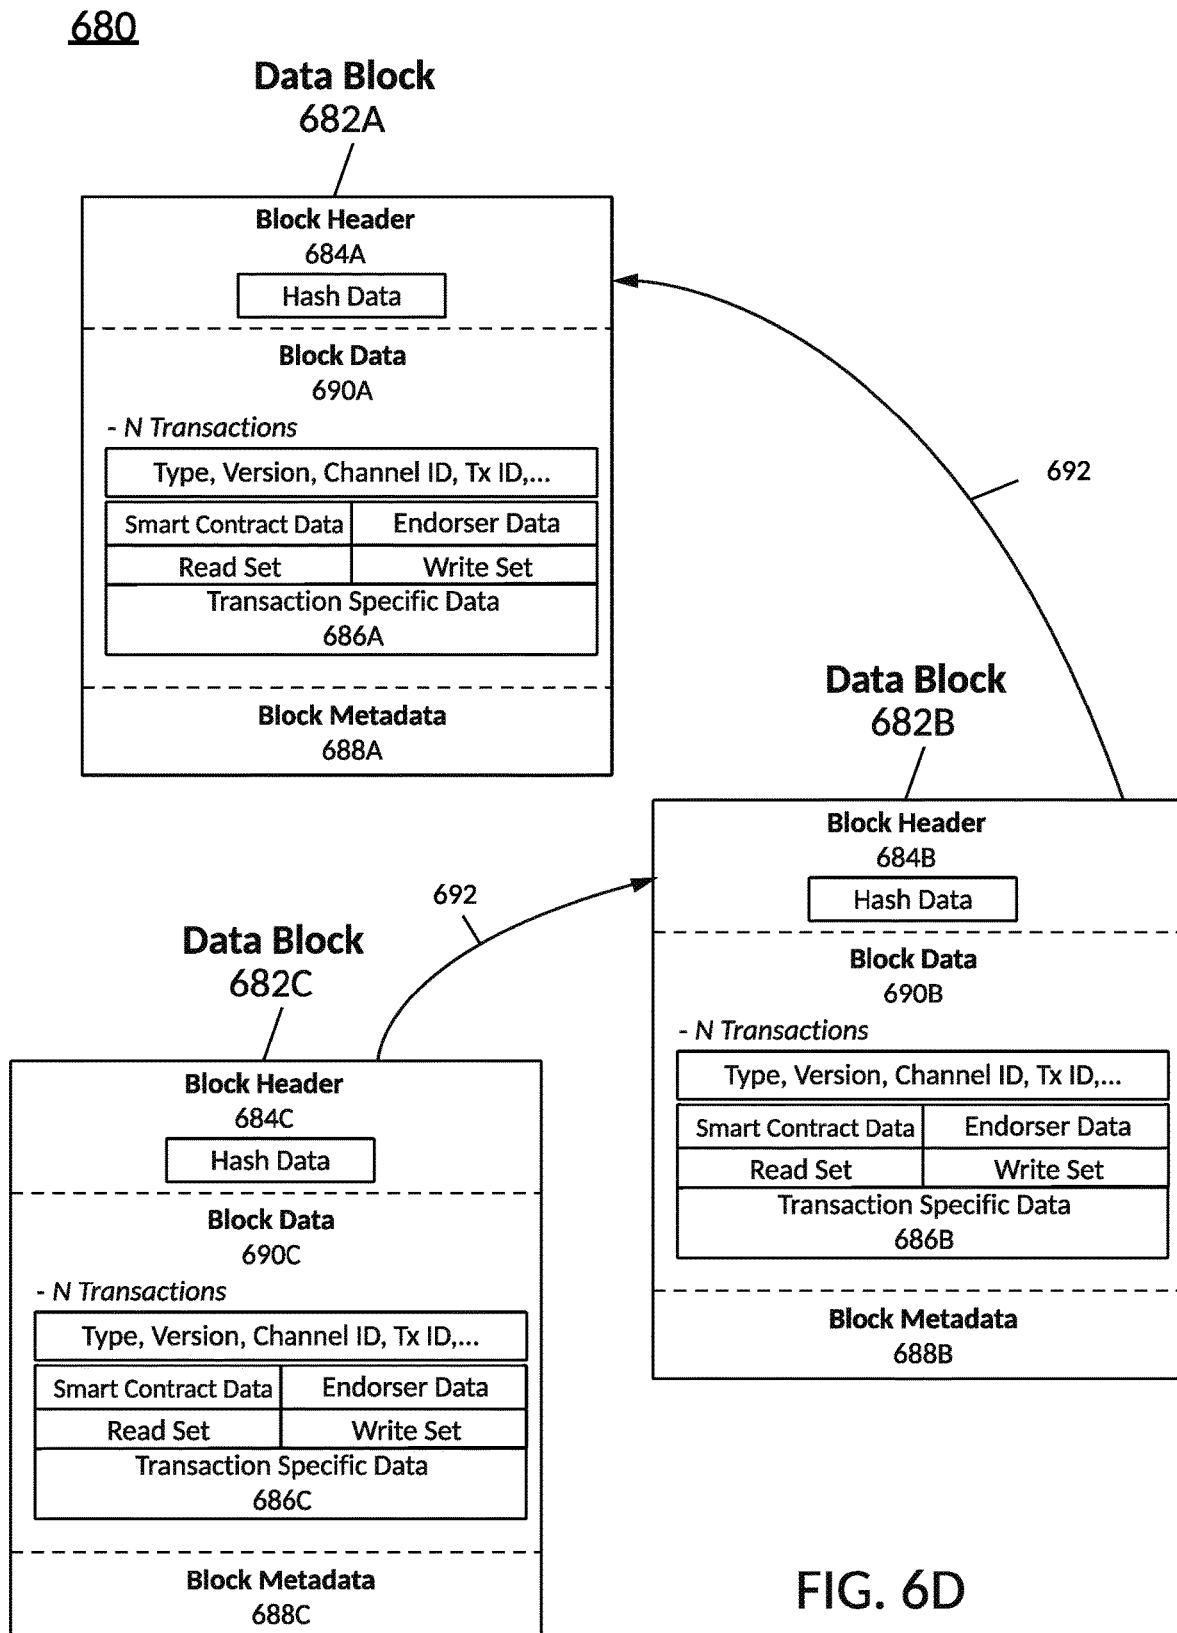 680
Data Block
682A
Block Header
684A
Hash Data
Block Data
690A
- N Transactions
Type, Version, Channel ID, Tx ID,...
Smart Contract Data
Endorser Data
Read Set
Write Set
Transaction Specific Data
686A
Block Metadata
688A
692
Data Block
682B
Block Header
684B
Hash Data
Block Data
690B
- N Transactions
Type, Version, Channel ID, Tx ID,...
Smart Contract Data
Endorser Data
Read Set
Write Set
Transaction Specific Data
686B
Block Metadata
688B
692
Data Block
682C
Block Header
684C
Hash Data
Block Data
690C
- N Transactions
Type, Version, Channel ID, Tx ID,...
Smart Contract Data
Endorser Data
Read Set
Write Set
Transaction Specific Data
686C
Block Metadata
688C
FIG. 6D